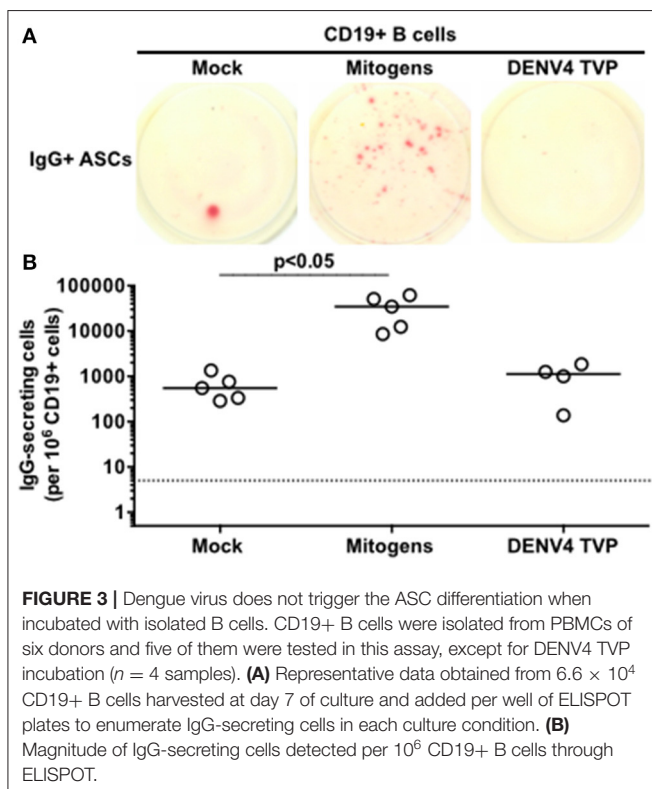 A
CD19+ B cells
Mock Mitogens DENV4 TVP
IgG+ ASCs
B
p<0.05
100000
10000
1000
100
10
1
IgG-secreting cells
(per 10⁶ CD19+ cells)
Mock Mitogens DENV4 TVP
FIGURE 3 | Dengue virus does not trigger the ASC differentiation when
incubated with isolated B cells. CD19+ B cells were isolated from PBMCs of
six donors and five of them were tested in this assay, except for DENV4 TVP
incubation (n = 4 samples). (A) Representative data obtained from 6.6 × 10⁴
CD19+ B cells harvested at day 7 of culture and added per well of ELISPOT
plates to enumerate IgG-secreting cells in each culture condition. (B)
Magnitude of IgG-secreting cells detected per 10⁶ CD19+ B cells through
ELISPOT.